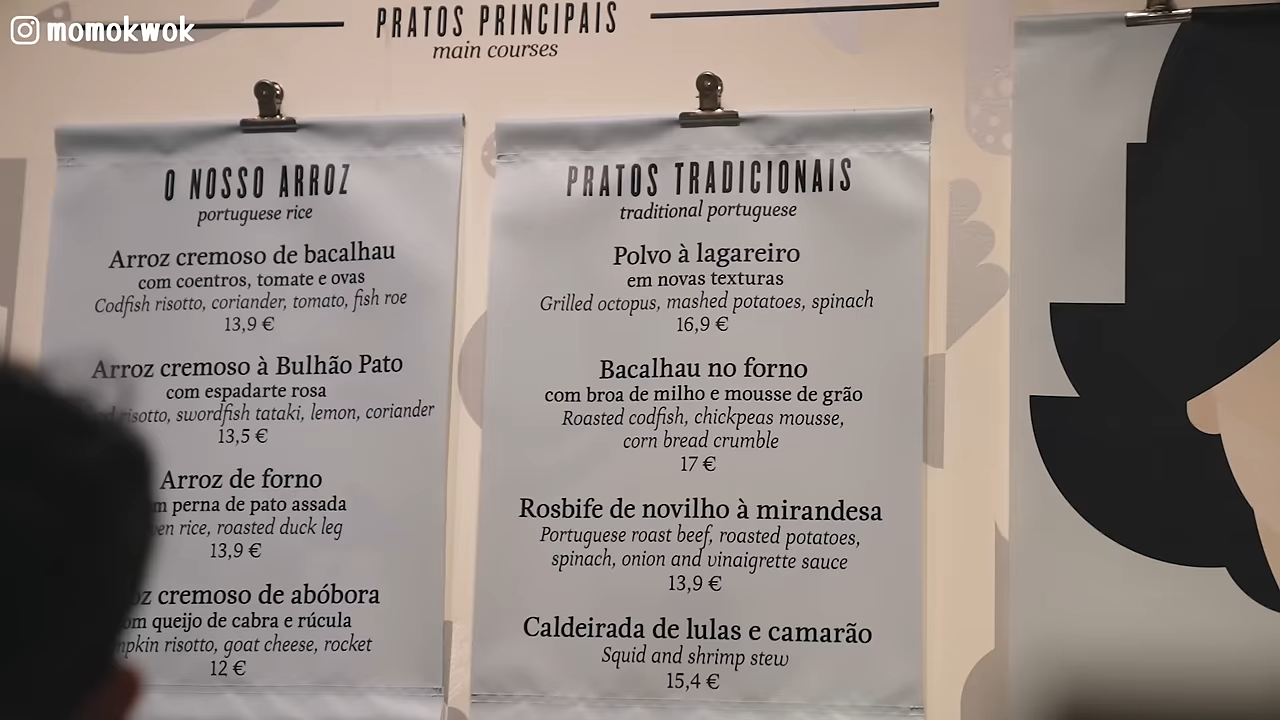 momokwok
PRATOS PRINCIPAIS
main courses
O NOSSO ARROZ
portuguese rice
Arroz cremoso de bacalhau
com coentros, tomate e ovas
Codfish risotto, coriander, tomato, fish roe
13,9 €
Arroz cremoso à Bulhão Pato
com espadarte rosa
risotto, swordfish tataki, lemon, coriander
13,5 €
Arroz de forno
perna de pato assada
rice, roasted duck leg
13,9 €
cremoso de abóbora
queijo de cabra e rúcula
risotto, goat cheese, rocket
12 €
PRATOS TRADICIONAIS
traditional portuguese
Polvo à lagareiro
em novas texturas
Grilled octopus, mashed potatoes, spinach
16,9 €
Bacalhau no forno
com broa de milho e mousse de grão
Roasted codfish, chickpeas mousse,
corn bread crumble
17 €
Rosbife de novilho à mirandesa
Portuguese roast beef, roasted potatoes,
spinach, onion and vinaigrette sauce
13,9 €
Caldeirada de lulas e camarão
Squid and shrimp stew
15,4 €